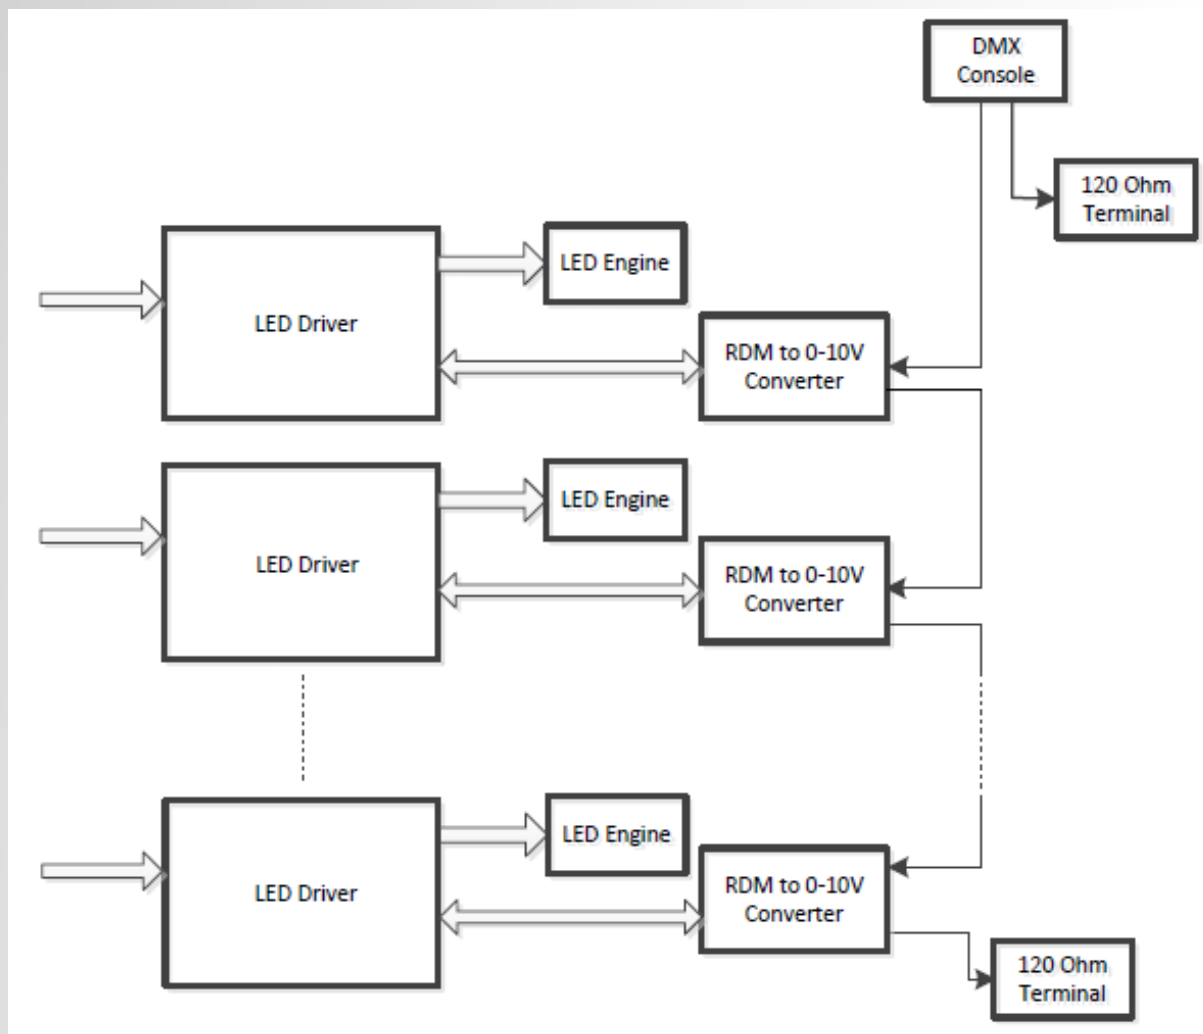 DMX
Console
120 Ohm
Terminal
LED Engine
LED Driver
RDM to 0-10V
Converter
LED Engine
LED Driver
RDM to 0-10V
Converter
LED Engine
LED Driver
RDM to 0-10V
Converter
120 Ohm
Terminal